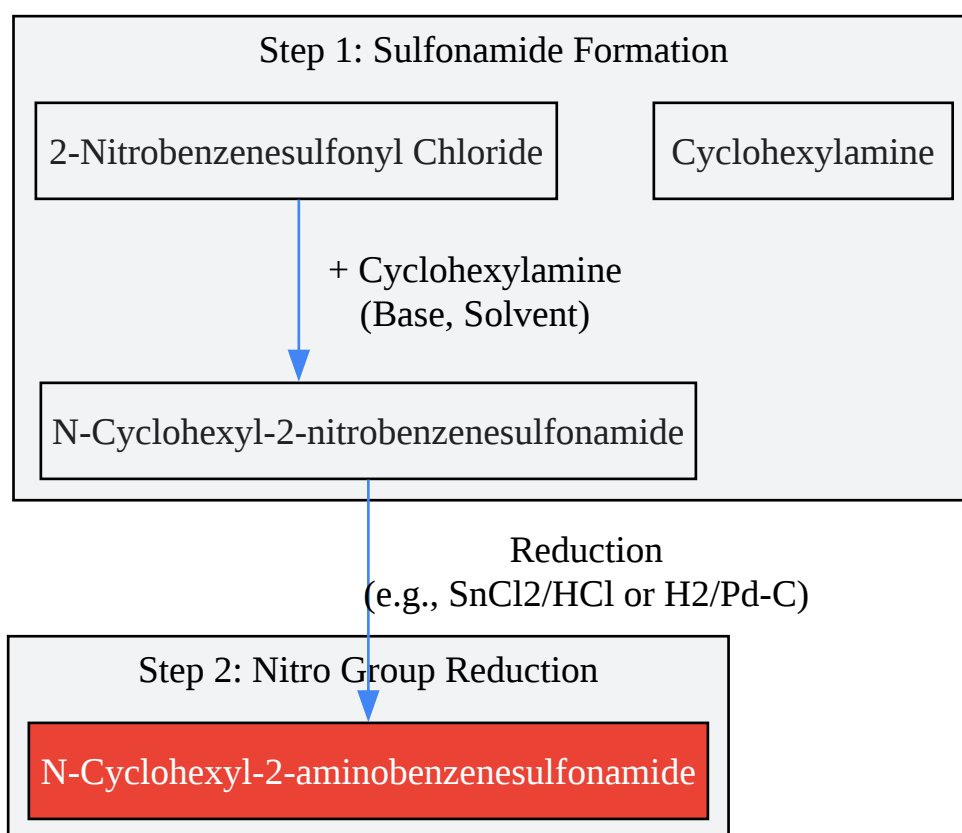 Step 1: Sulfonamide Formation
2-Nitrobenzenesulfonyl Chloride
Cyclohexylamine
+ Cyclohexylamine
(Base, Solvent)
N-Cyclohexyl-2-nitrobenzenesulfonamide
Reduction
(e.g., SnCl2/HCl or H2/Pd-C)
Step 2: Nitro Group Reduction
N-Cyclohexyl-2-aminobenzenesulfonamide